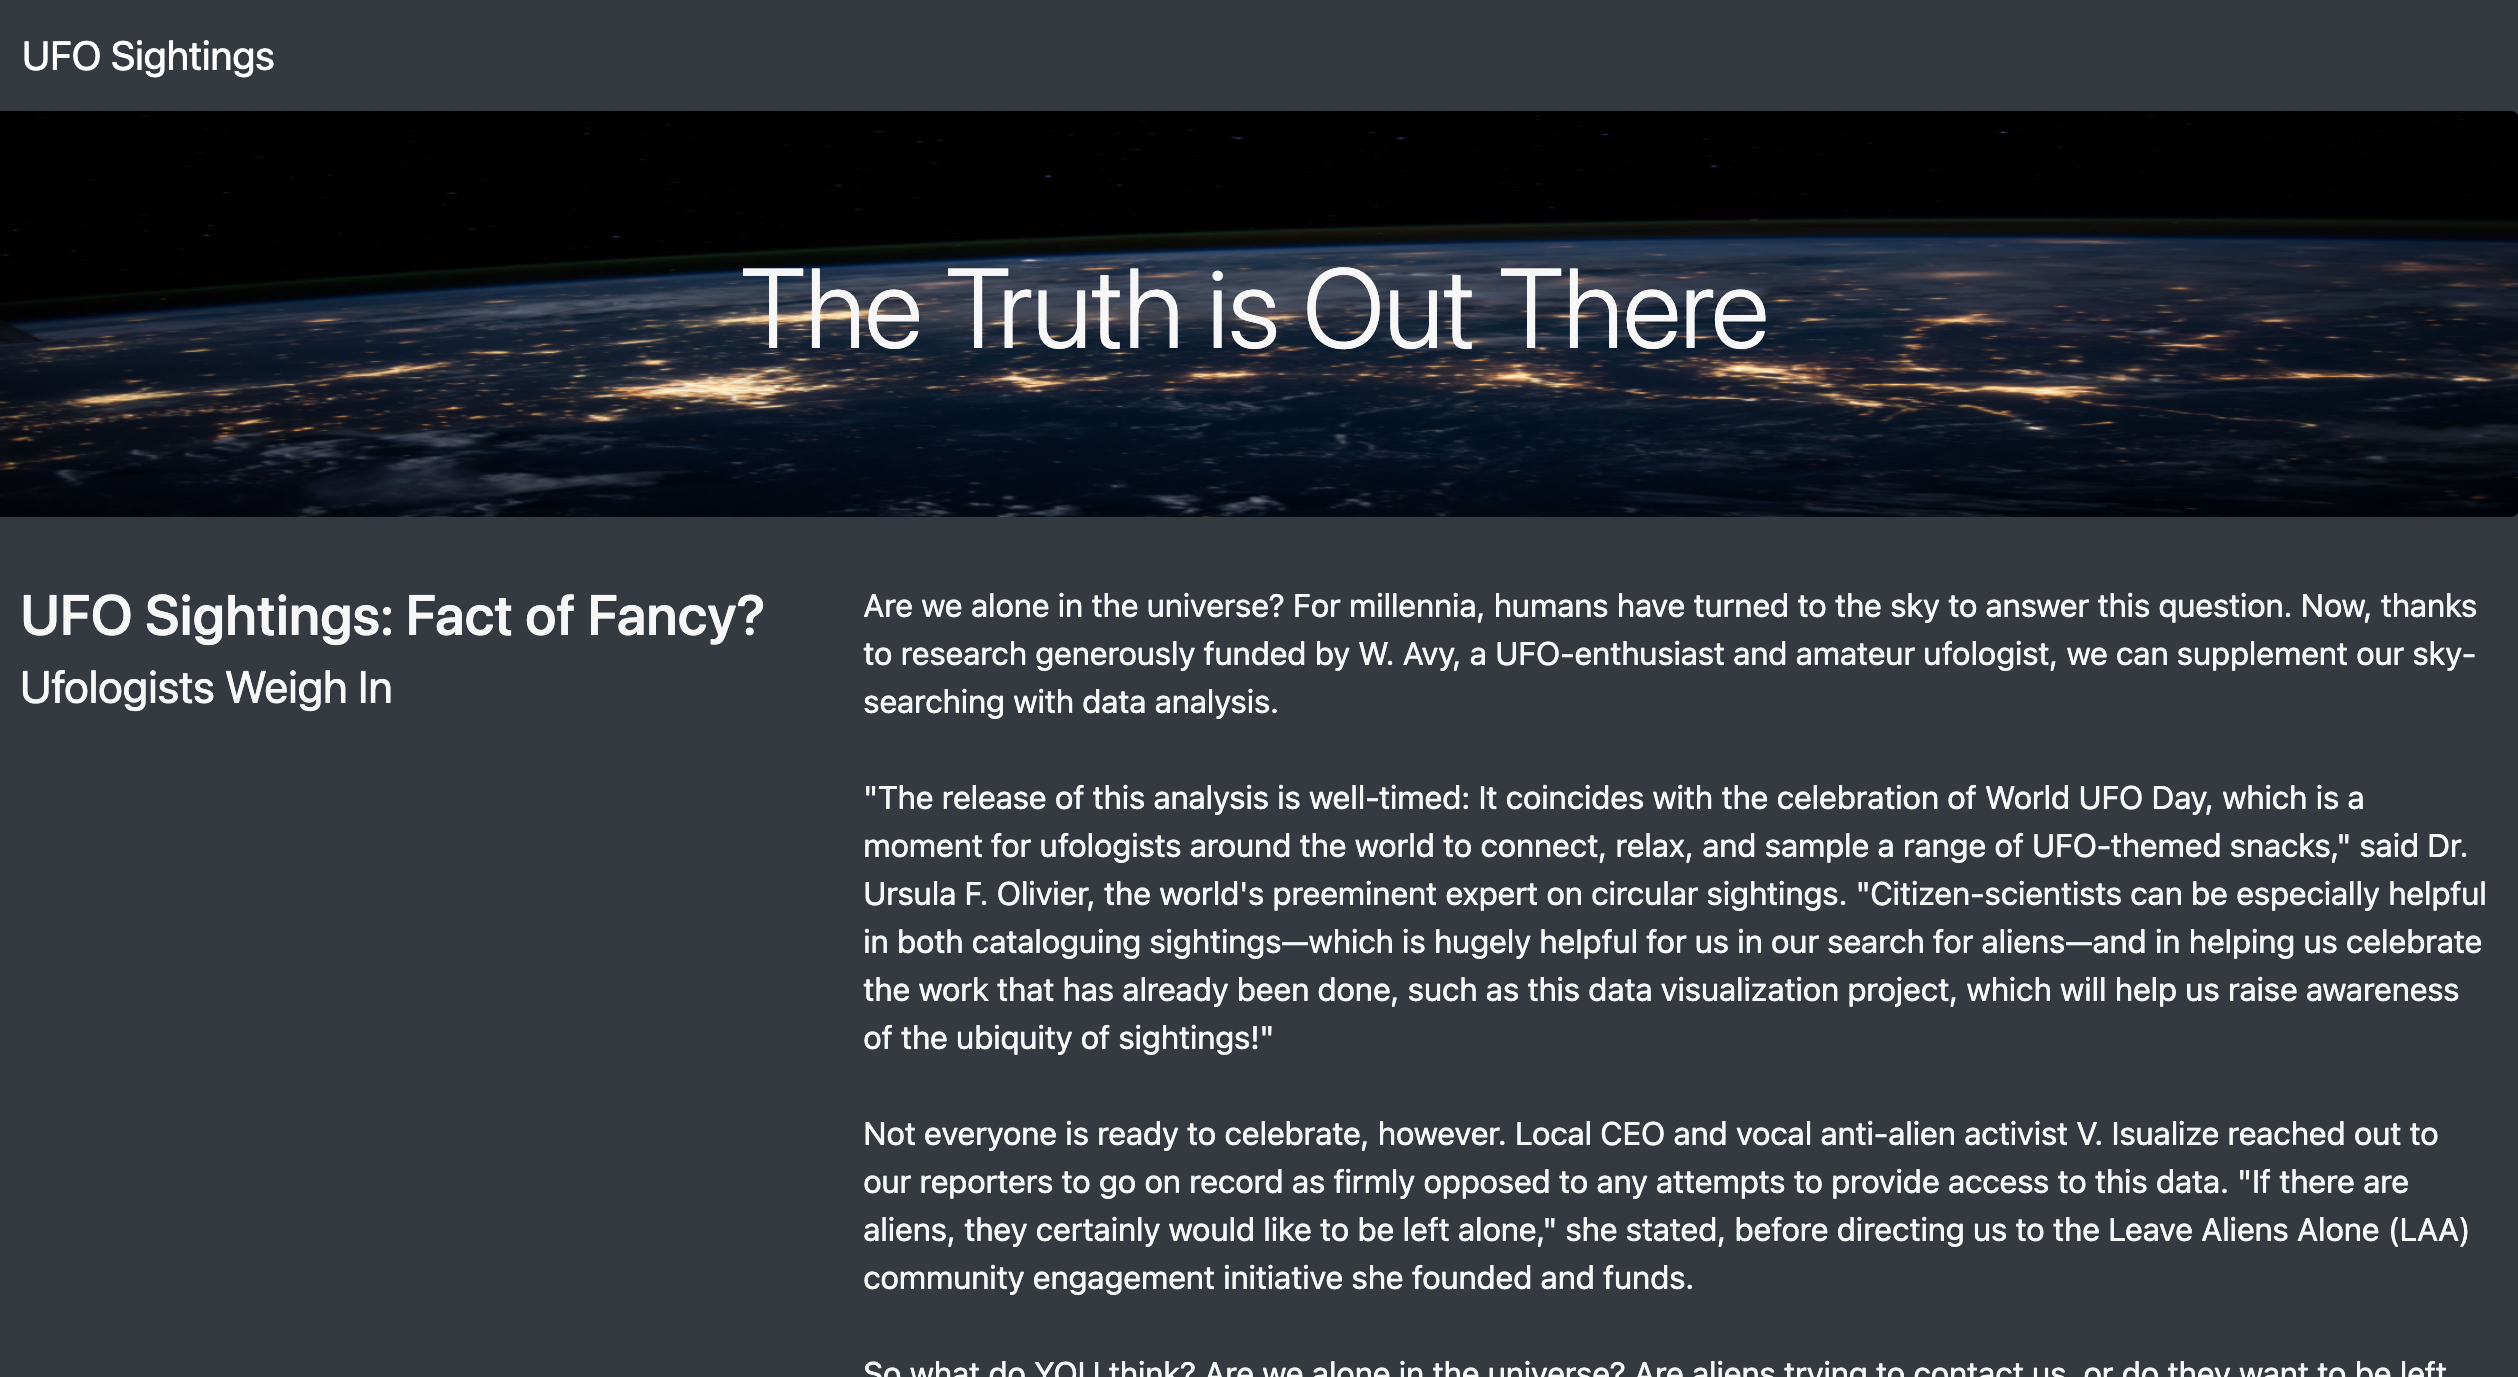 UFO Sightings
The Truth is Out There
UFO Sightings: Fact of Fancy?
Ufologists Weigh In
Are we alone in the universe? For millennia, humans have turned to the sky to answer this question. Now, thanks
to research generously funded by W. Avy, a UFO-enthusiast and amateur ufologist, we can supplement our sky-
searching with data analysis.
"The release of this analysis is well-timed: It coincides with the celebration of World UFO Day, which is a
moment for ufologists around the world to connect, relax, and sample a range of UFO-themed snacks," said Dr.
Ursula F. Olivier, the world's preeminent expert on circular sightings. "Citizen-scientists can be especially helpful
in both cataloguing sightings—which is hugely helpful for us in our search for aliens—and in helping us celebrate
the work that has already been done, such as this data visualization project, which will help us raise awareness
of the ubiquity of sightings!"
Not everyone is ready to celebrate, however. Local CEO and vocal anti-alien activist V. Isualize reached out to
our reporters to go on record as firmly opposed to any attempts to provide access to this data. "If there are
aliens, they certainly would like to be left alone," she stated, before directing us to the Leave Aliens Alone (LAA)
community engagement initiative she founded and funds.
So what do YOU think? Are we alone in the universe? Are aliens trying to contact us, or do they want to be left